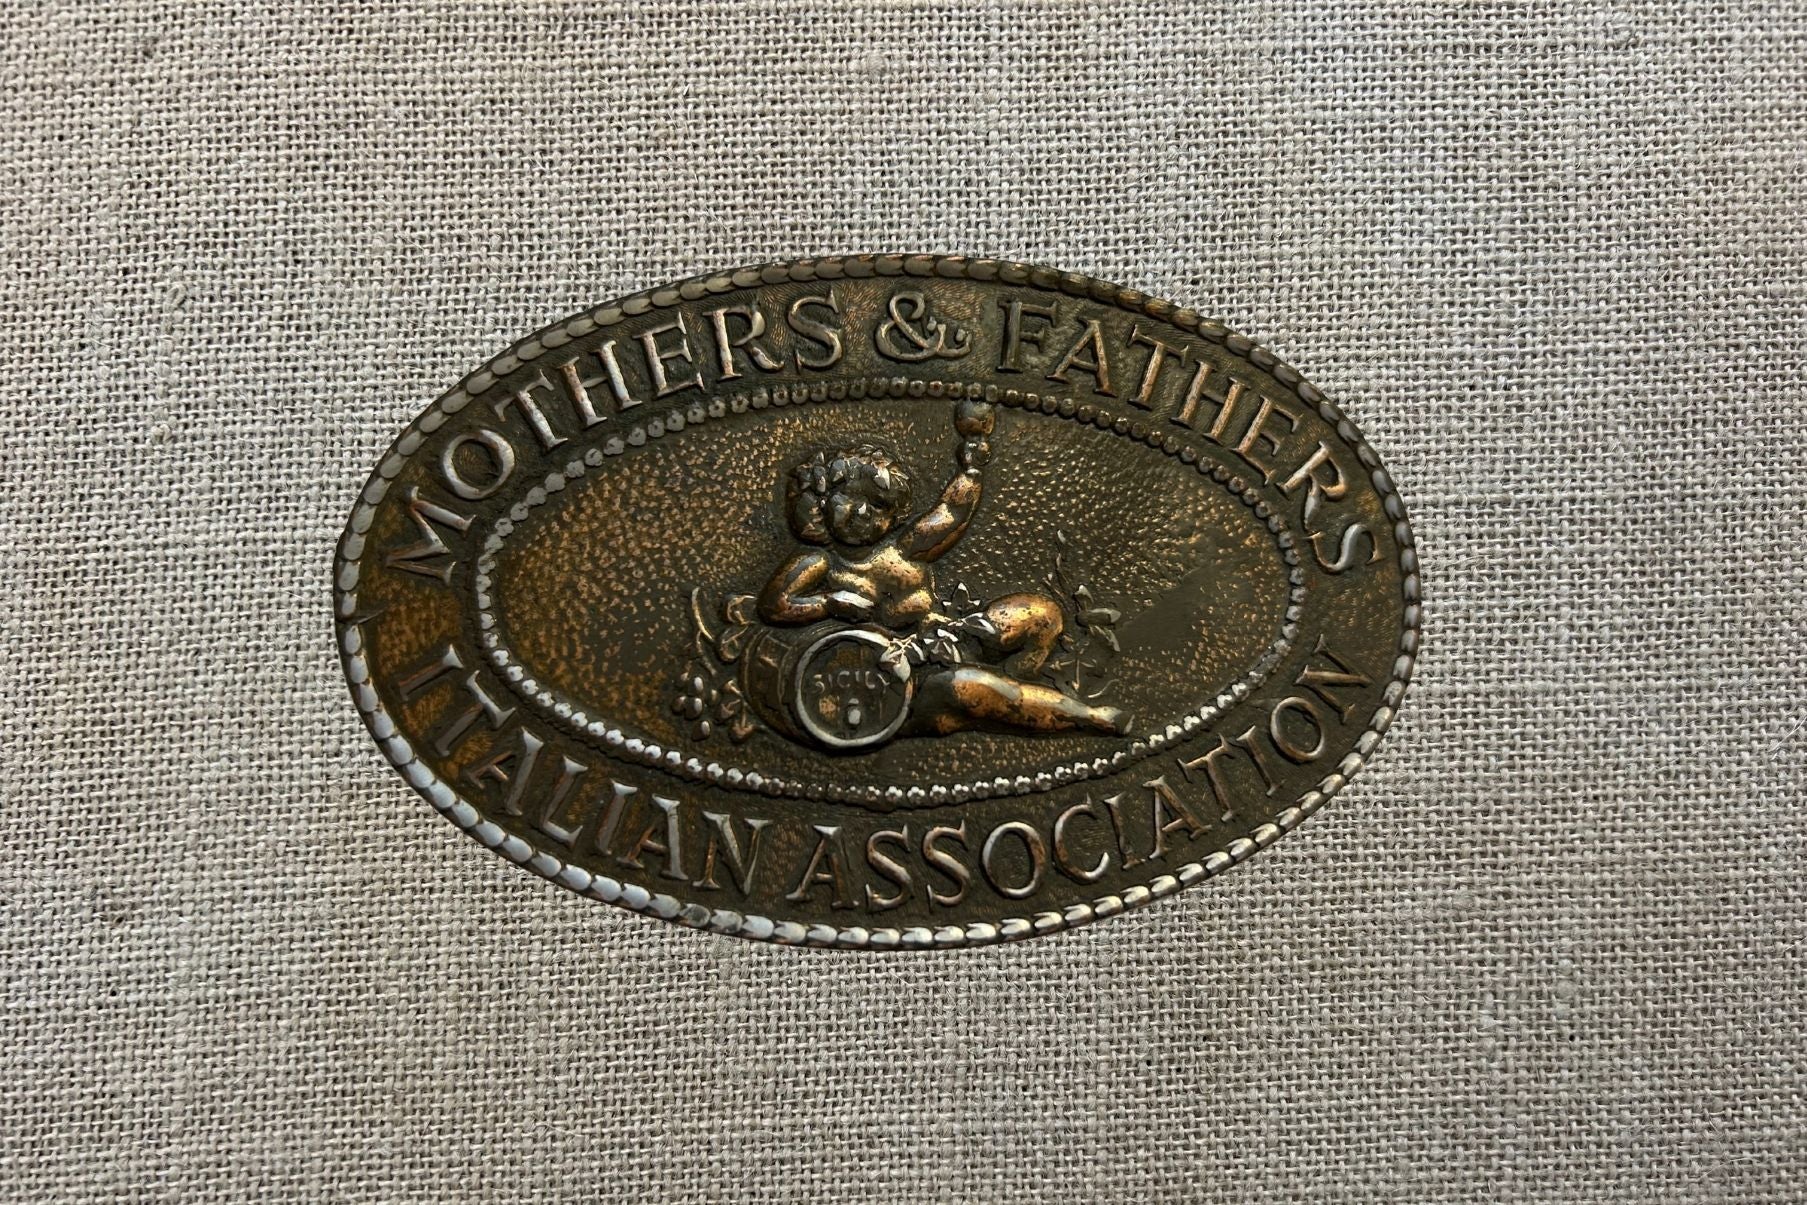 MOTHERS & FATHERS
SICILY
ITALIAN ASSOCIATION